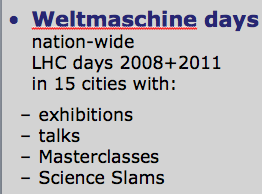 • Weltmaschine days
nation-wide
LHC days 2008+2011
in 15 cities with:
– exhibitions
– talks
– Masterclasses
– Science Slams